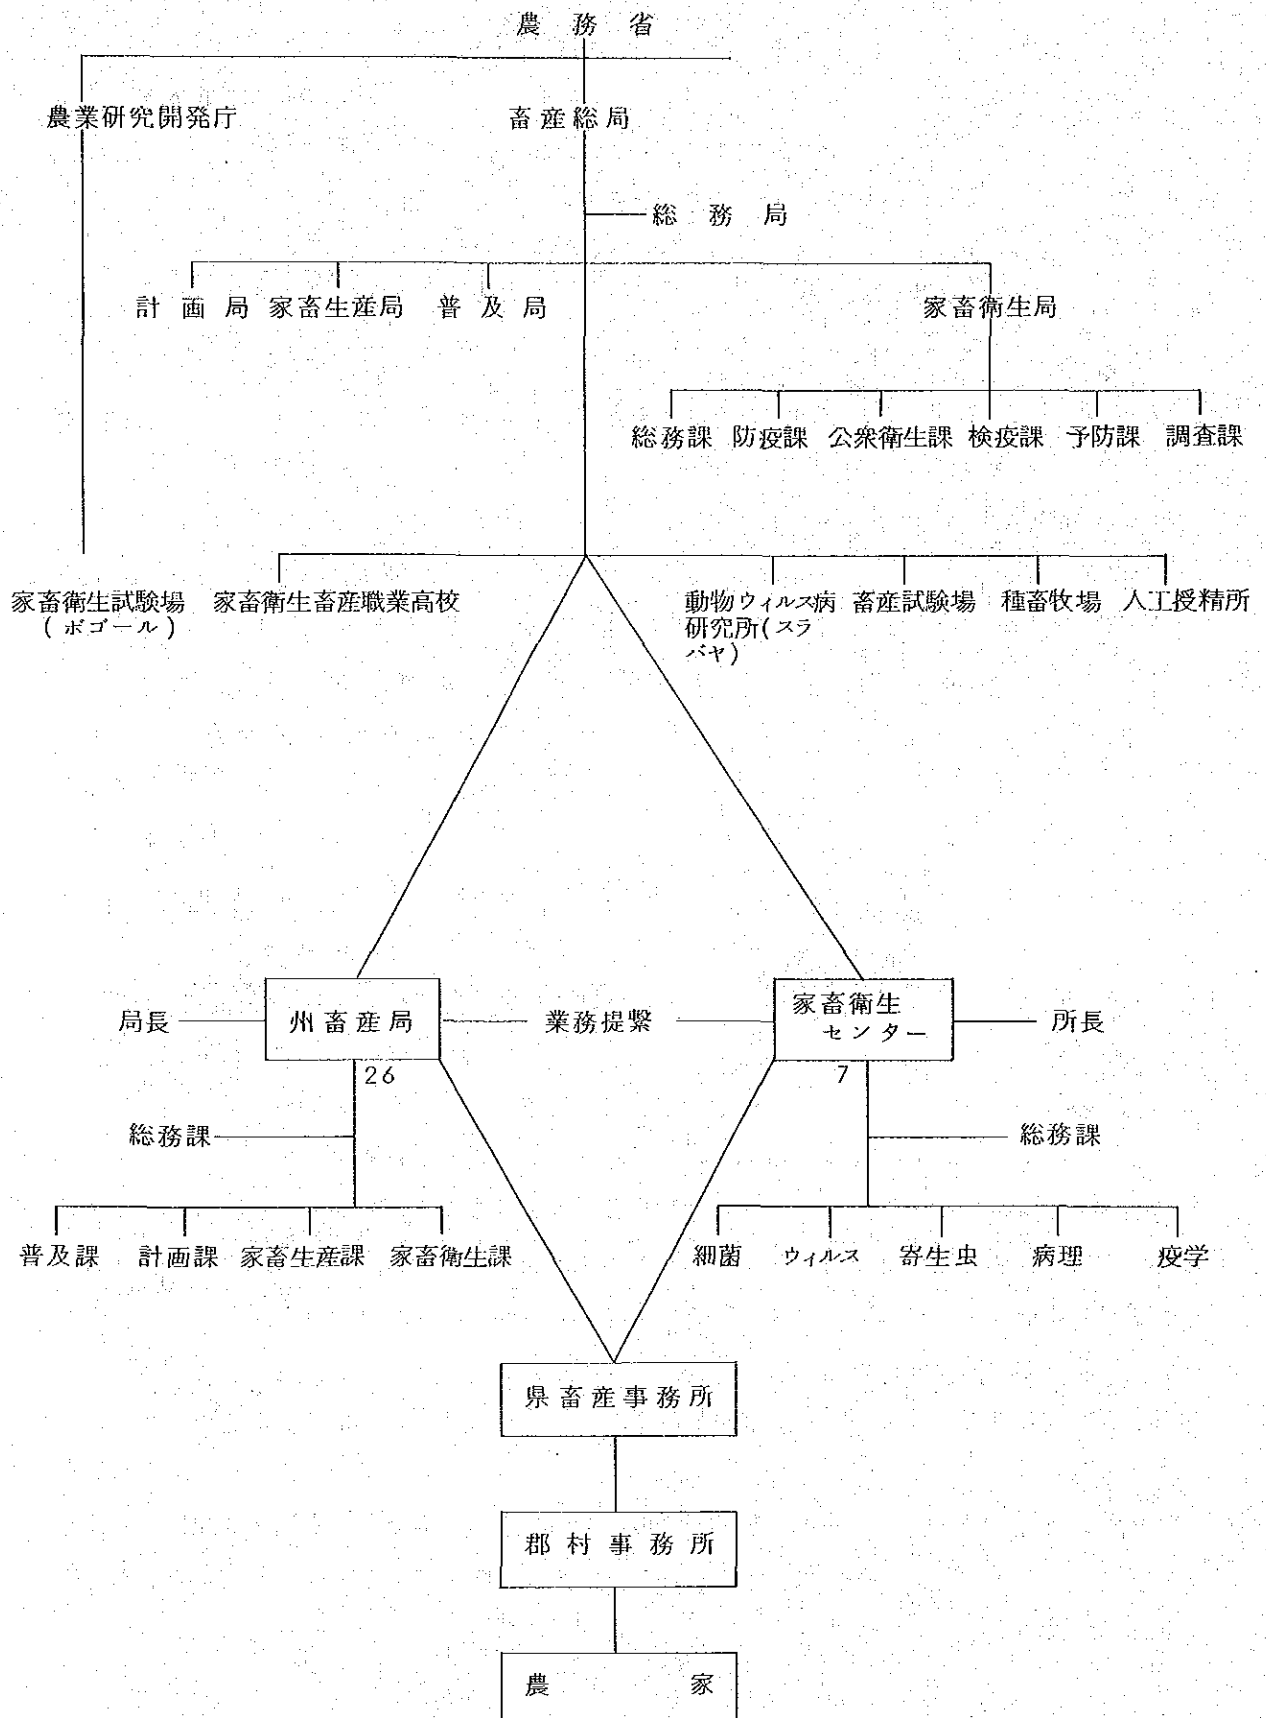 農務省
農業研究開発庁 畜産総局
総務局
計画局 家畜生産局 普及局 家畜衛生局
総務課 防疫課 公衆衛生課 検疫課 予防課 調査課
家畜衛生試験場 家畜衛生畜産職業高校 動物ウィルス病 畜産試験場 種畜牧場 人工授精所
(ボゴール) 研究所(スラ
バヤ)
局長 州畜産局 業務提繋 家畜衛生 所長
センター
26 7
総務課 総務課
普及課 計画課 家畜生産課 家畜衛生課 細菌 ウィルス 寄生虫 病理 疫学
県畜産事務所
郡村事務所
農家